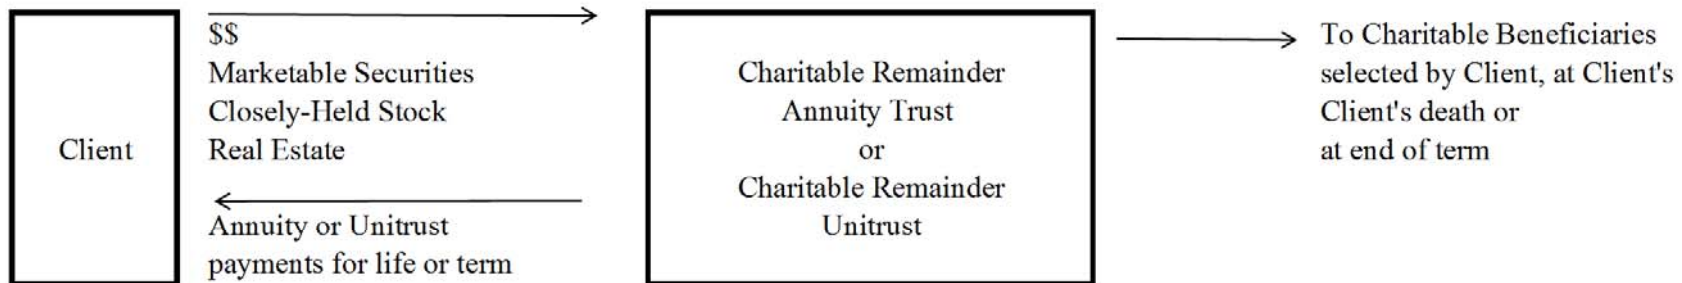 Client
$$
Marketable Securities
Closely-Held Stock
Real Estate
Annuity or Unitrust
payments for life or term
Charitable Remainder
Annuity Trust
or
Charitable Remainder
Unitrust
To Charitable Beneficiaries
selected by Client, at Client's
Client's death or
at end of term